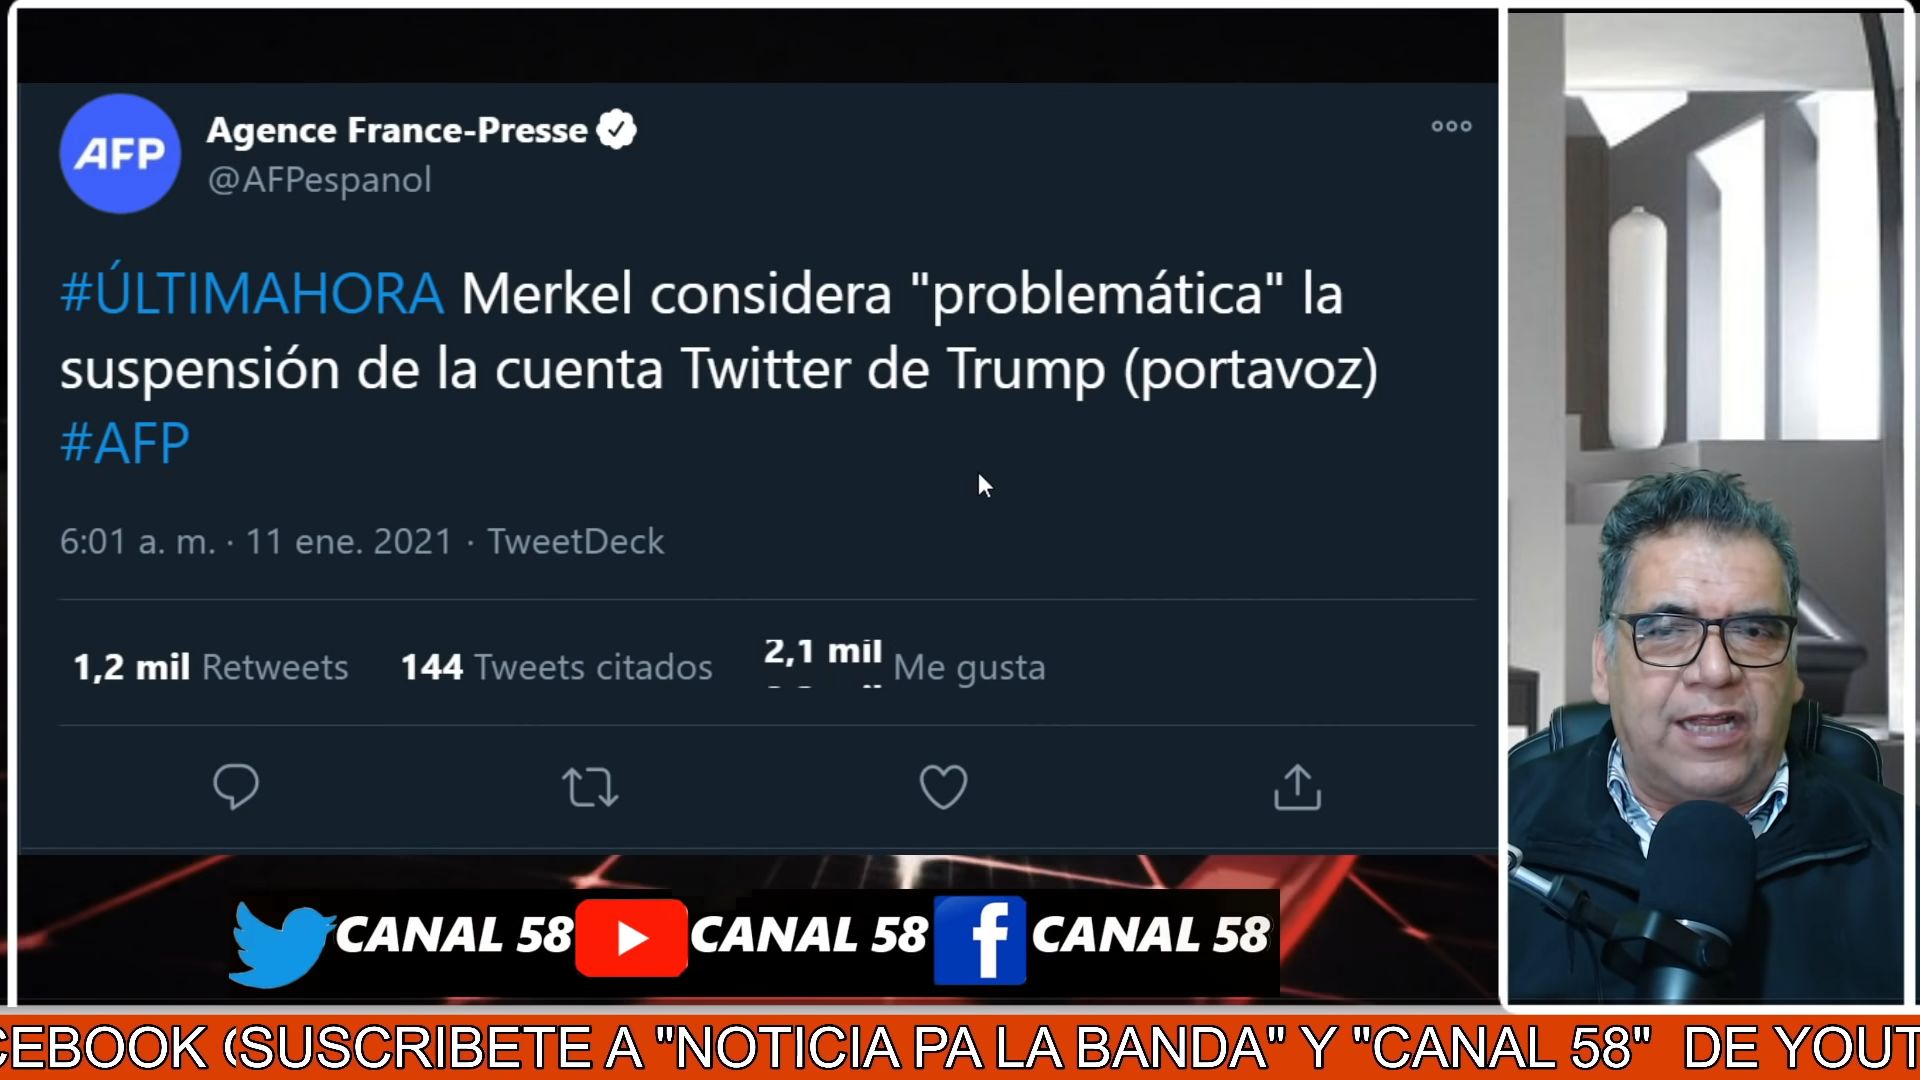 AFP
Agence France-Presse
@AFPespanol
#ÚLTIMAHORA Merkel considera "problemática" la
suspensión de la cuenta Twitter de Trump (portavoz)
#AFP
6:01 a. m. · 11 ene. 2021 · TweetDeck
1,2 mil Retweets 144 Tweets citados 2,1 mil Me gusta
CANAL 58 CANAL 58 CANAL 58
CEBOOK (SUSCRIBETE A "NOTICIA PA LA BANDA" Y "CANAL 58" DE YOUT